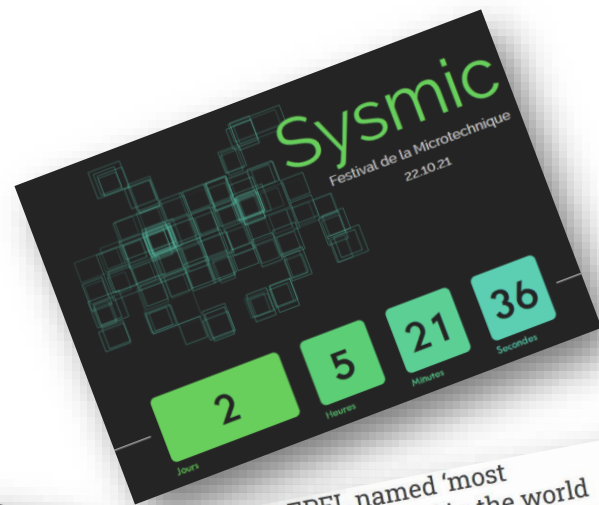 Sysmic
Festival de la Microtechnique
22.10.21
2
5
21
36
Jours
Heures
Minutes
Secondes
EPFL named ‘most
the world